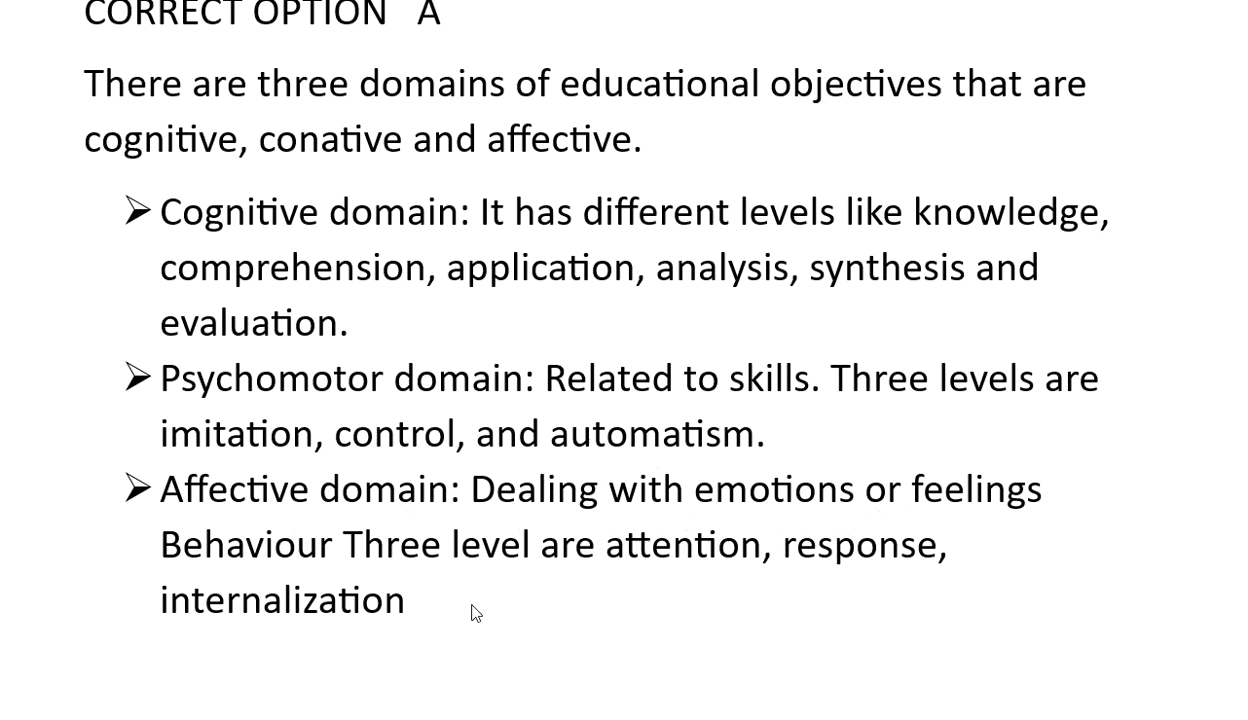 CORRECT OPTION A
There are three domains of educational objectives that are
cognitive, conative and affective.
➢ Cognitive domain: It has different levels like knowledge,
comprehension, application, analysis, synthesis and
evaluation.
➢ Psychomotor domain: Related to skills. Three levels are
imitation, control, and automatism.
➢ Affective domain: Dealing with emotions or feelings
Behaviour Three level are attention, response,
internalization